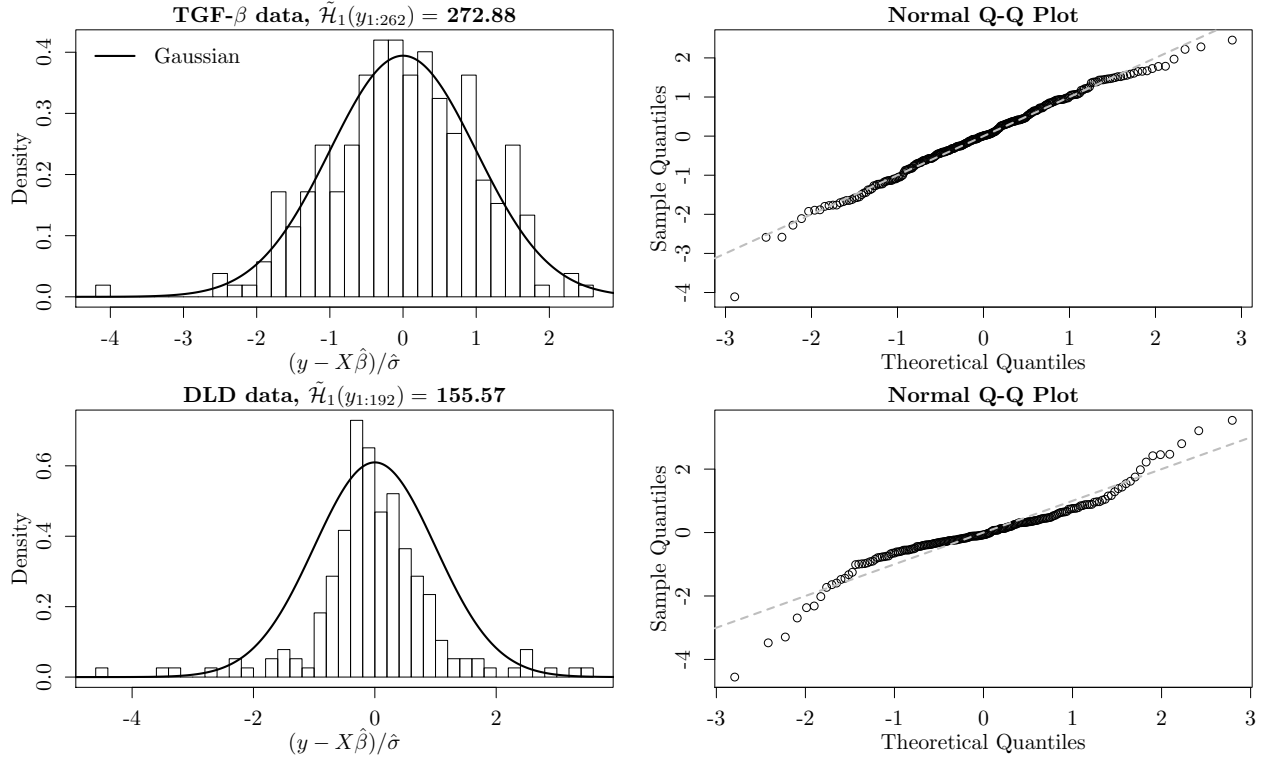 TGF-β data, H̃₁(y₁:₂₆₂) = 272.88
Gaussian
Density
0.0 0.1 0.2 0.3 0.4
-4 -3 -2 -1 0 1 2
(y − Xβ̂)/σ̂
Normal Q-Q Plot
Sample Quantiles
-4 -3 -2 -1 0 1 2
-3 -2 -1 0 1 2 3
Theoretical Quantiles
DLD data, H̃₁(y₁:₁₉₂) = 155.57
Density
0.0 0.2 0.4 0.6
-4 -2 0 2
(y − Xβ̂)/σ̂
Normal Q-Q Plot
Sample Quantiles
-4 -2 0 2
-3 -2 -1 0 1 2 3
Theoretical Quantiles